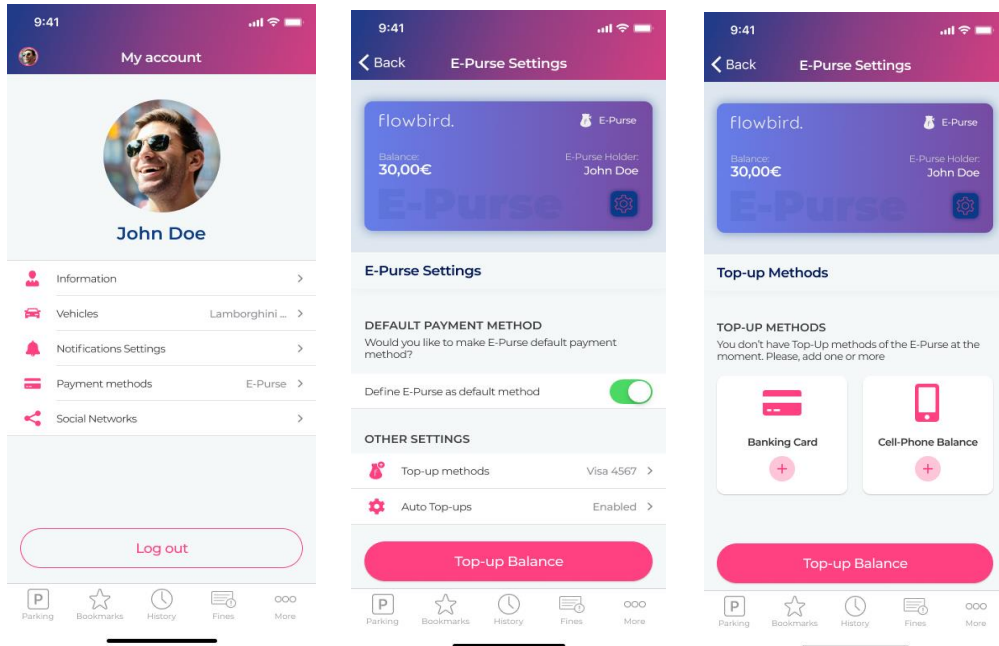 9:41
My account
John Doe
Information
Vehicles Lamborghini ...
Notifications Settings
Payment methods E-Purse
Social Networks
Log out
P
Parking Bookmarks History Fines More
9:41
Back E-Purse Settings
flowbird. E-Purse
Balance: E-Purse Holder:
30,00€ John Doe
E-Purse
E-Purse Settings
DEFAULT PAYMENT METHOD
Would you like to make E-Purse default payment
method?
Define E-Purse as default method
OTHER SETTINGS
Top-up methods Visa 4567
Auto Top-ups Enabled
Top-up Balance
P
Parking Bookmarks History Fines More
9:41
Back E-Purse Settings
flowbird. E-Purse
Balance: E-Purse Holder:
30,00€ John Doe
E-Purse
Top-up Methods
TOP-UP METHODS
You don't have Top-Up methods of the E-Purse at the
moment. Please, add one or more
Banking Card Cell-Phone Balance
+ +
Top-up Balance
P
Parking Bookmarks History Fines More